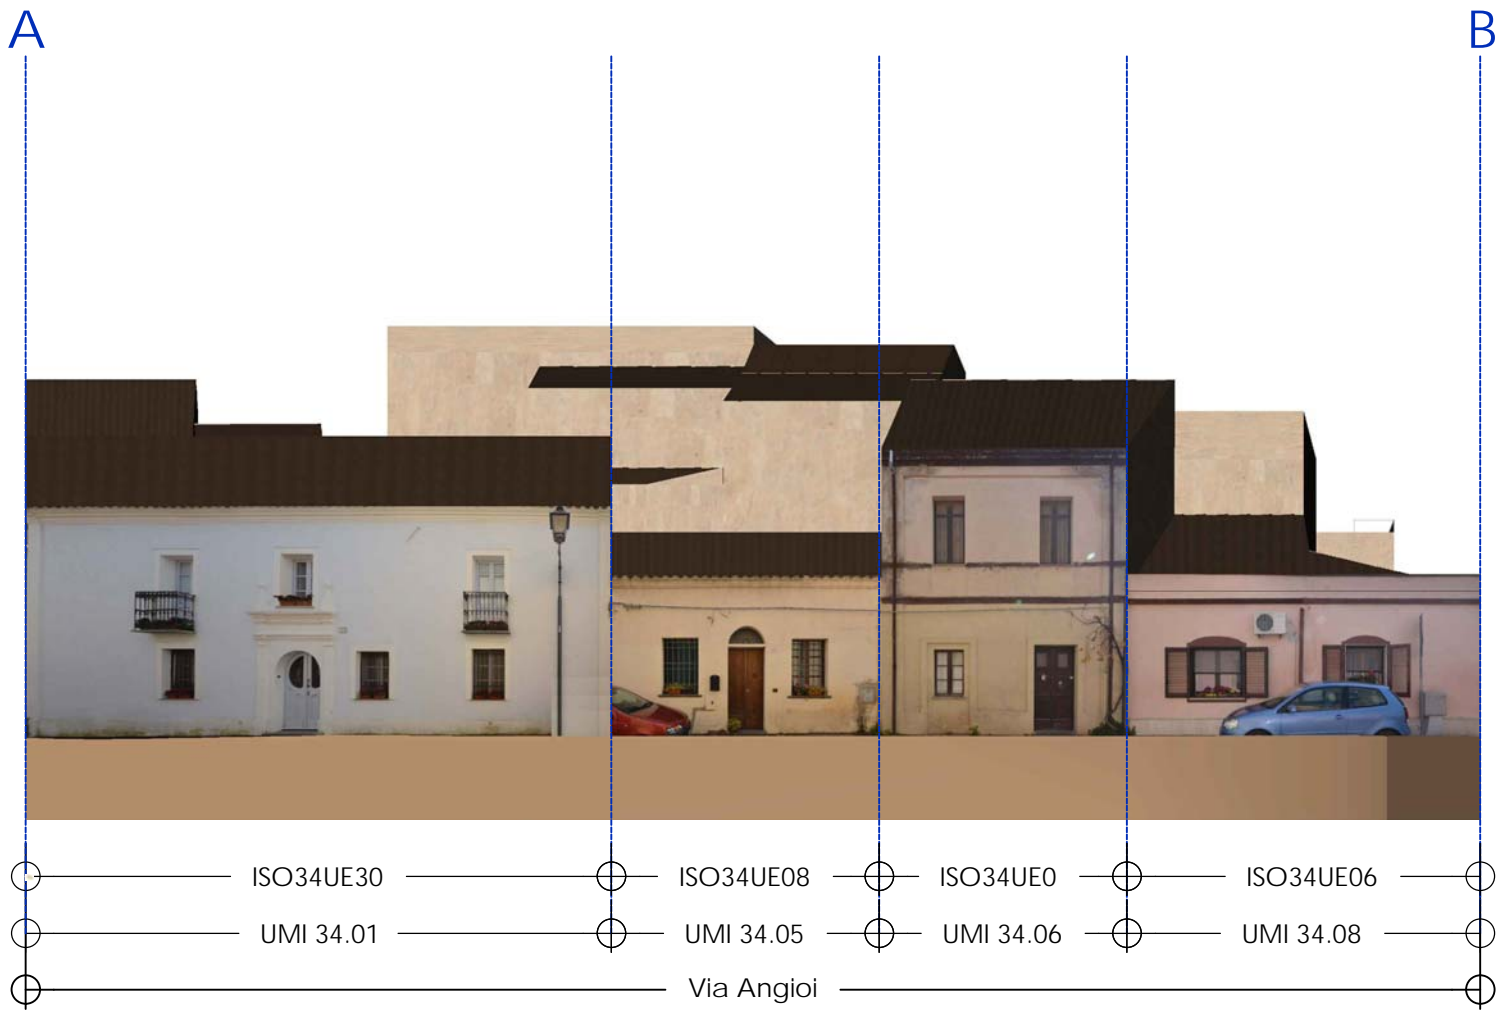 A B
ISO34UE30 ISO34UE08 ISO34UE0 ISO34UE06
UMI 34.01 UMI 34.05 UMI 34.06 UMI 34.08
Via Angioi